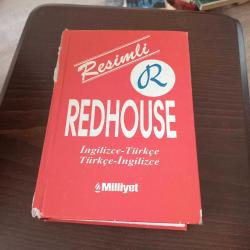 Resimli
R
REDHOUSE
İngilizce-Türkçe
Türkçe-İngilizce
Milliyet